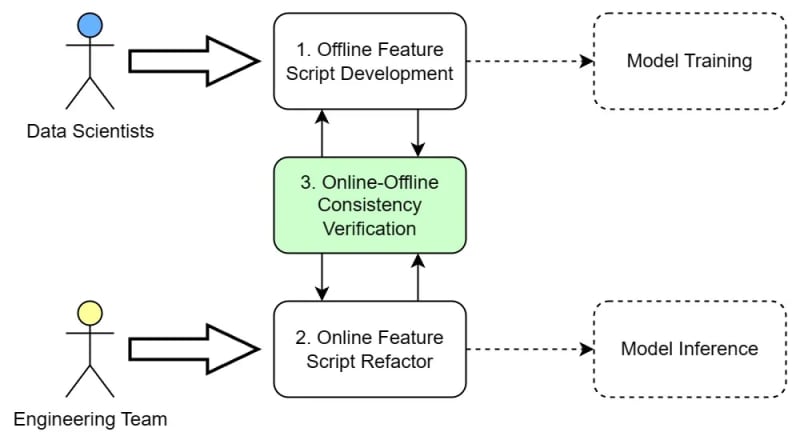 1. Offline Feature
Script Development
Model Training
Data Scientists
3. Online-Offline
Consistency
Verification
2. Online Feature
Script Refactor
Model Inference
Engineering Team